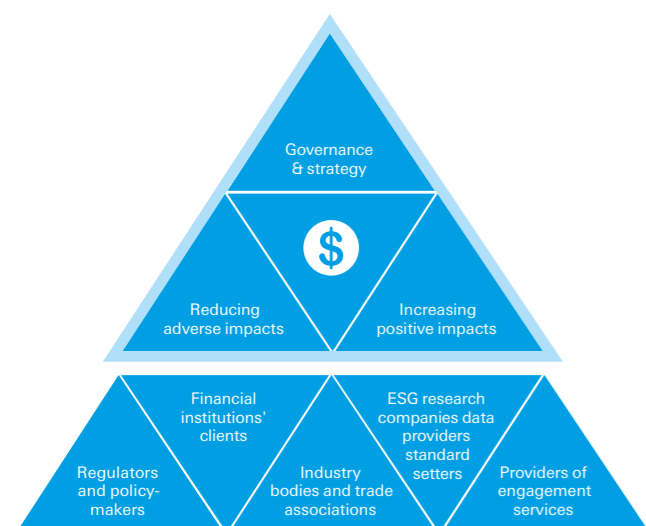 Governance
& strategy
$
Reducing
adverse impacts
Increasing
positive impacts
Financial
institutions'
clients
ESG research
companies data
providers
standard
setters
Regulators
and policy-
makers
Industry
bodies and trade
associations
Providers of
engagement
services